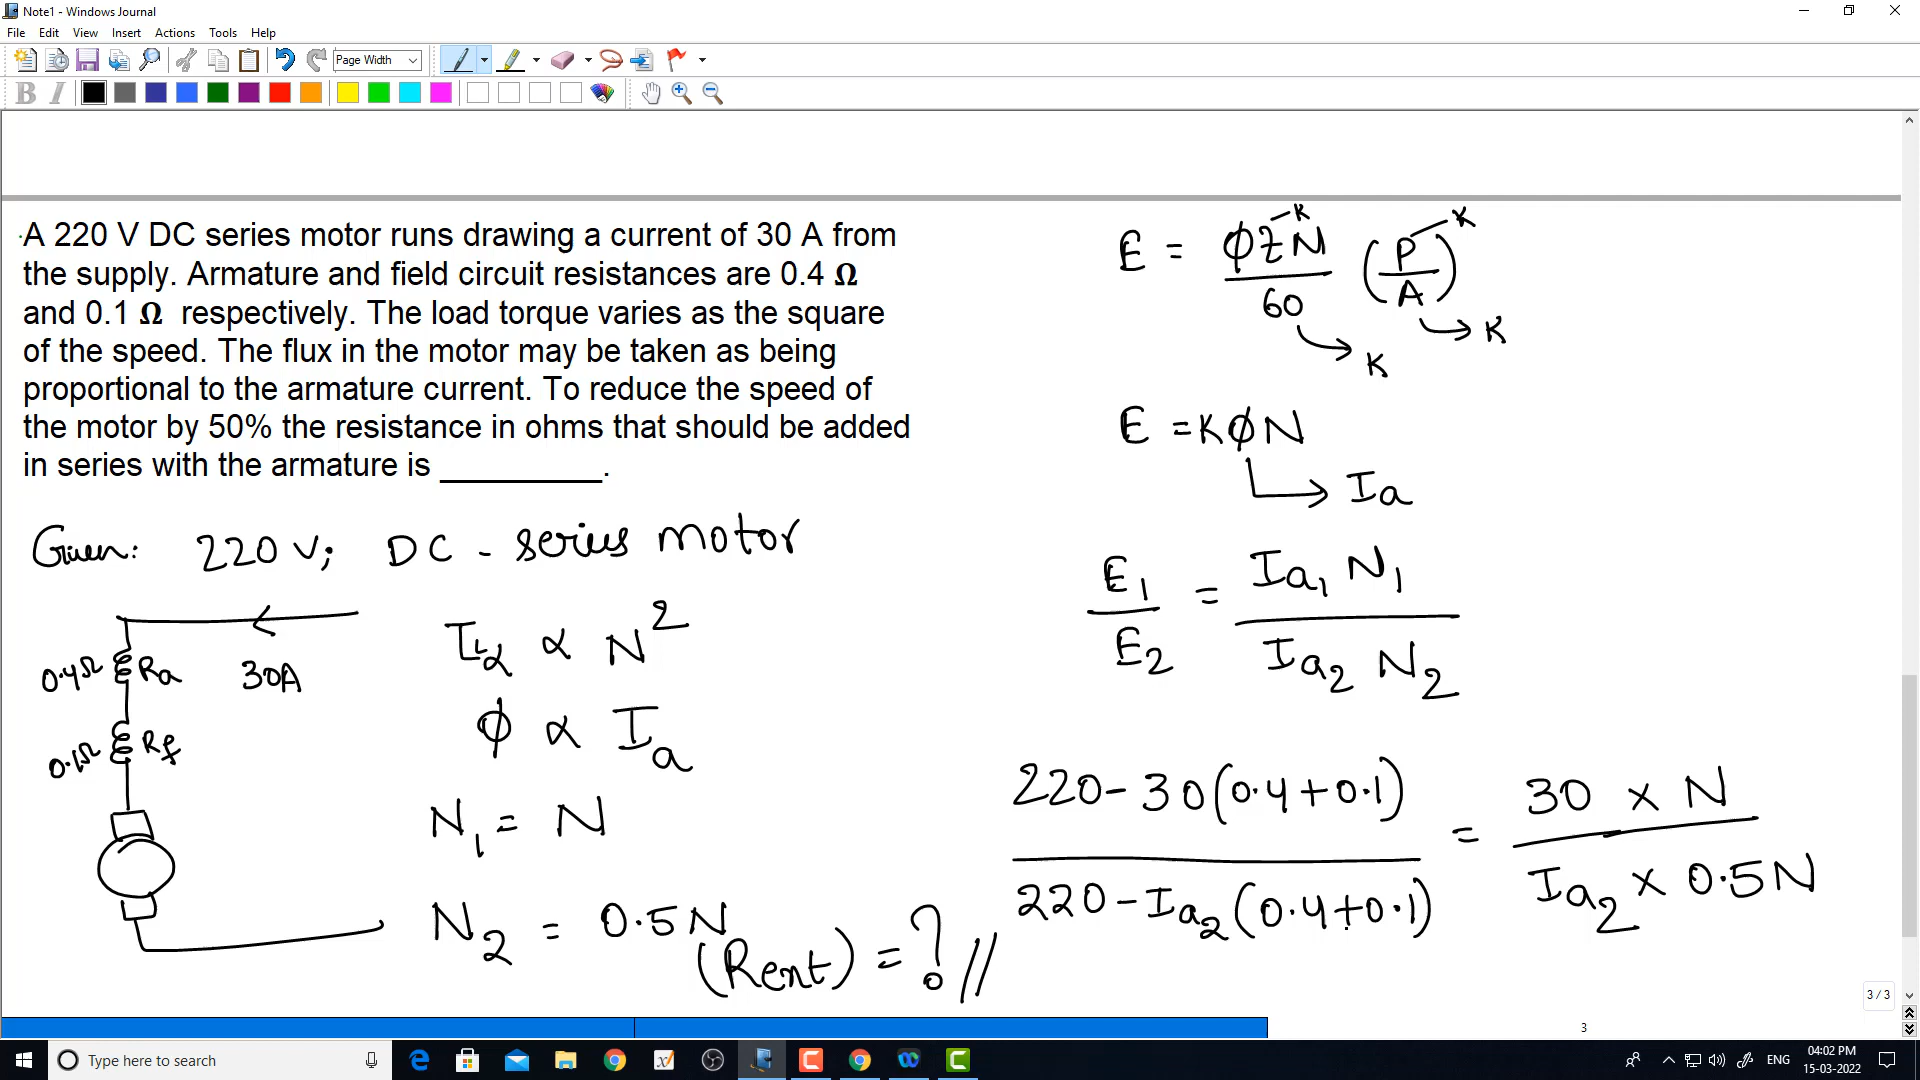 Note1 - Windows Journal
File Edit View Insert Actions Tools Help
Page Width
B I
A 220 V DC series motor runs drawing a current of 30 A from
the supply. Armature and field circuit resistances are 0.4 Ω
and 0.1 Ω respectively. The load torque varies as the square
of the speed. The flux in the motor may be taken as being
proportional to the armature current. To reduce the speed of
the motor by 50% the resistance in ohms that should be added
in series with the armature is _________.
Given: 220 V; DC - series motor
0.4Ω Ra 30A
0.1Ω Rf
∝ N²
ϕ ∝ Ia
N1 = N
N2 = 0.5N
(Rext) = ? //
E = ϕZN/60 (P/A)
K
K
K
K
E = KϕN
Ia
E1/E2 = Ia1 N1 / Ia2 N2
220 - 30(0.4+0.1) / 220 - Ia2(0.4+0.1) = 30 x N / Ia2 x 0.5N
3 / 3
3
Type here to search
ENG
04:02 PM
15-03-2022